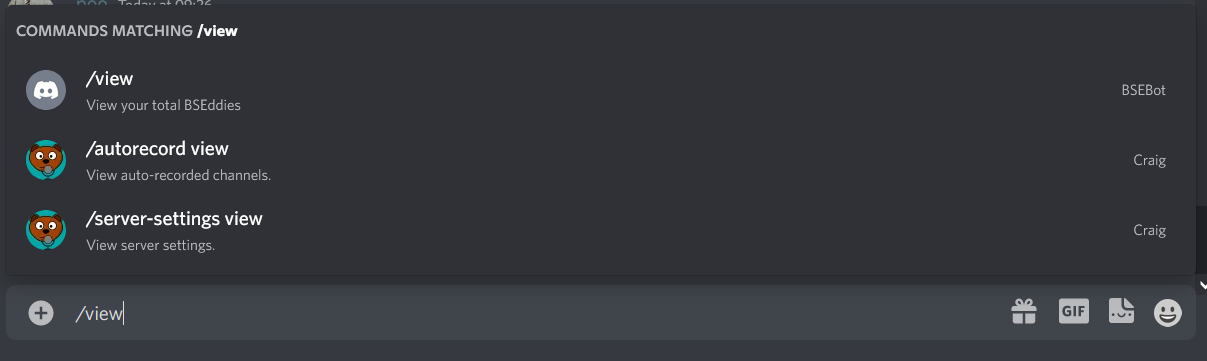 Today at 09:26
COMMANDS MATCHING /view
/view
View your total BSEddies
BSEBot
/autorecord view
View auto-recorded channels.
Craig
/server-settings view
View server settings.
Craig
/view
GIF